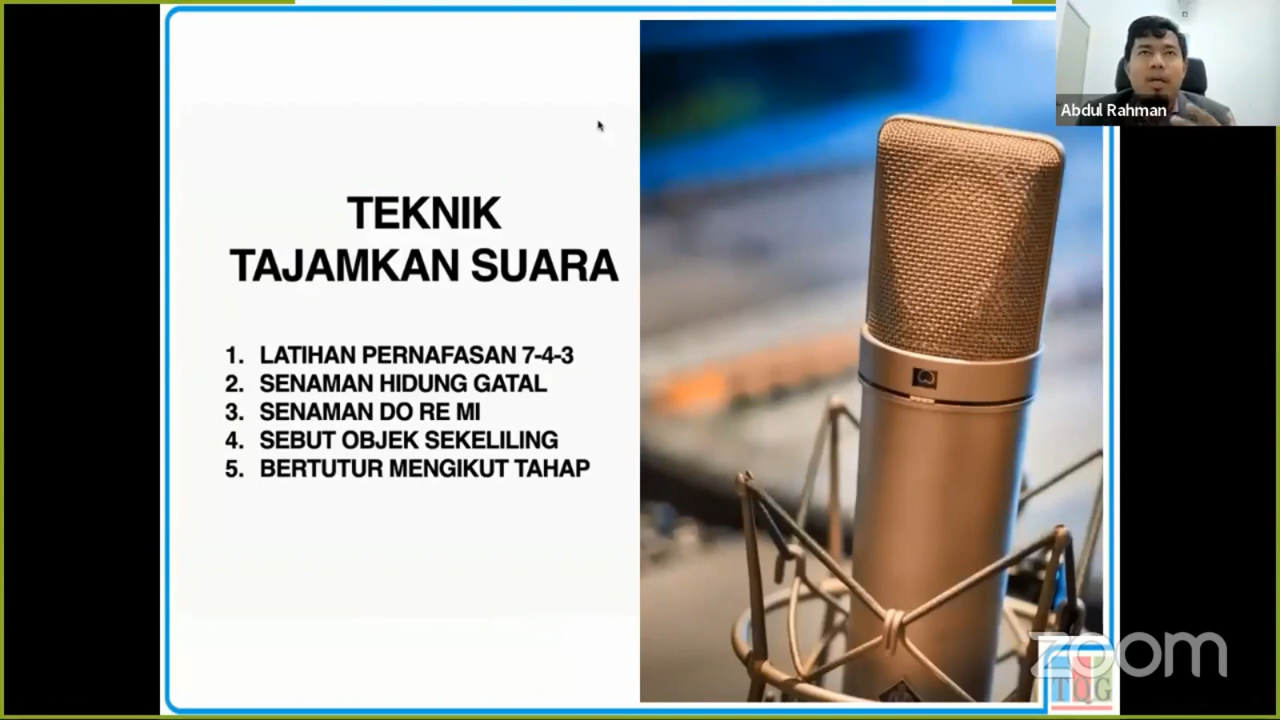 TEKNIK
TAJAMKAN SUARA
1. LATIHAN PERNAFASAN 7-4-3
2. SENAMAN HIDUNG GATAL
3. SENAMAN DO RE MI
4. SEBUT OBJEK SEKELILING
5. BERTUTUR MENGIKUT TAHAP
Abdul Rahman
zoom
TQG